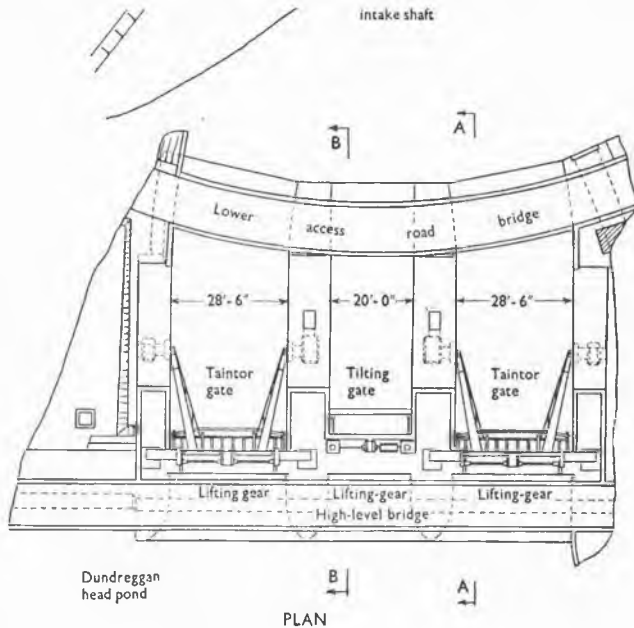 intake shaft
B
A
Lower access road bridge
28'-6"
20'-0"
28'-6"
Taintor
gate
Tilting
gate
Taintor
gate
Lifting gear
Lifting-gear
Lifting-gear
High-level bridge
Dundreggan
head pond
B
A
PLAN